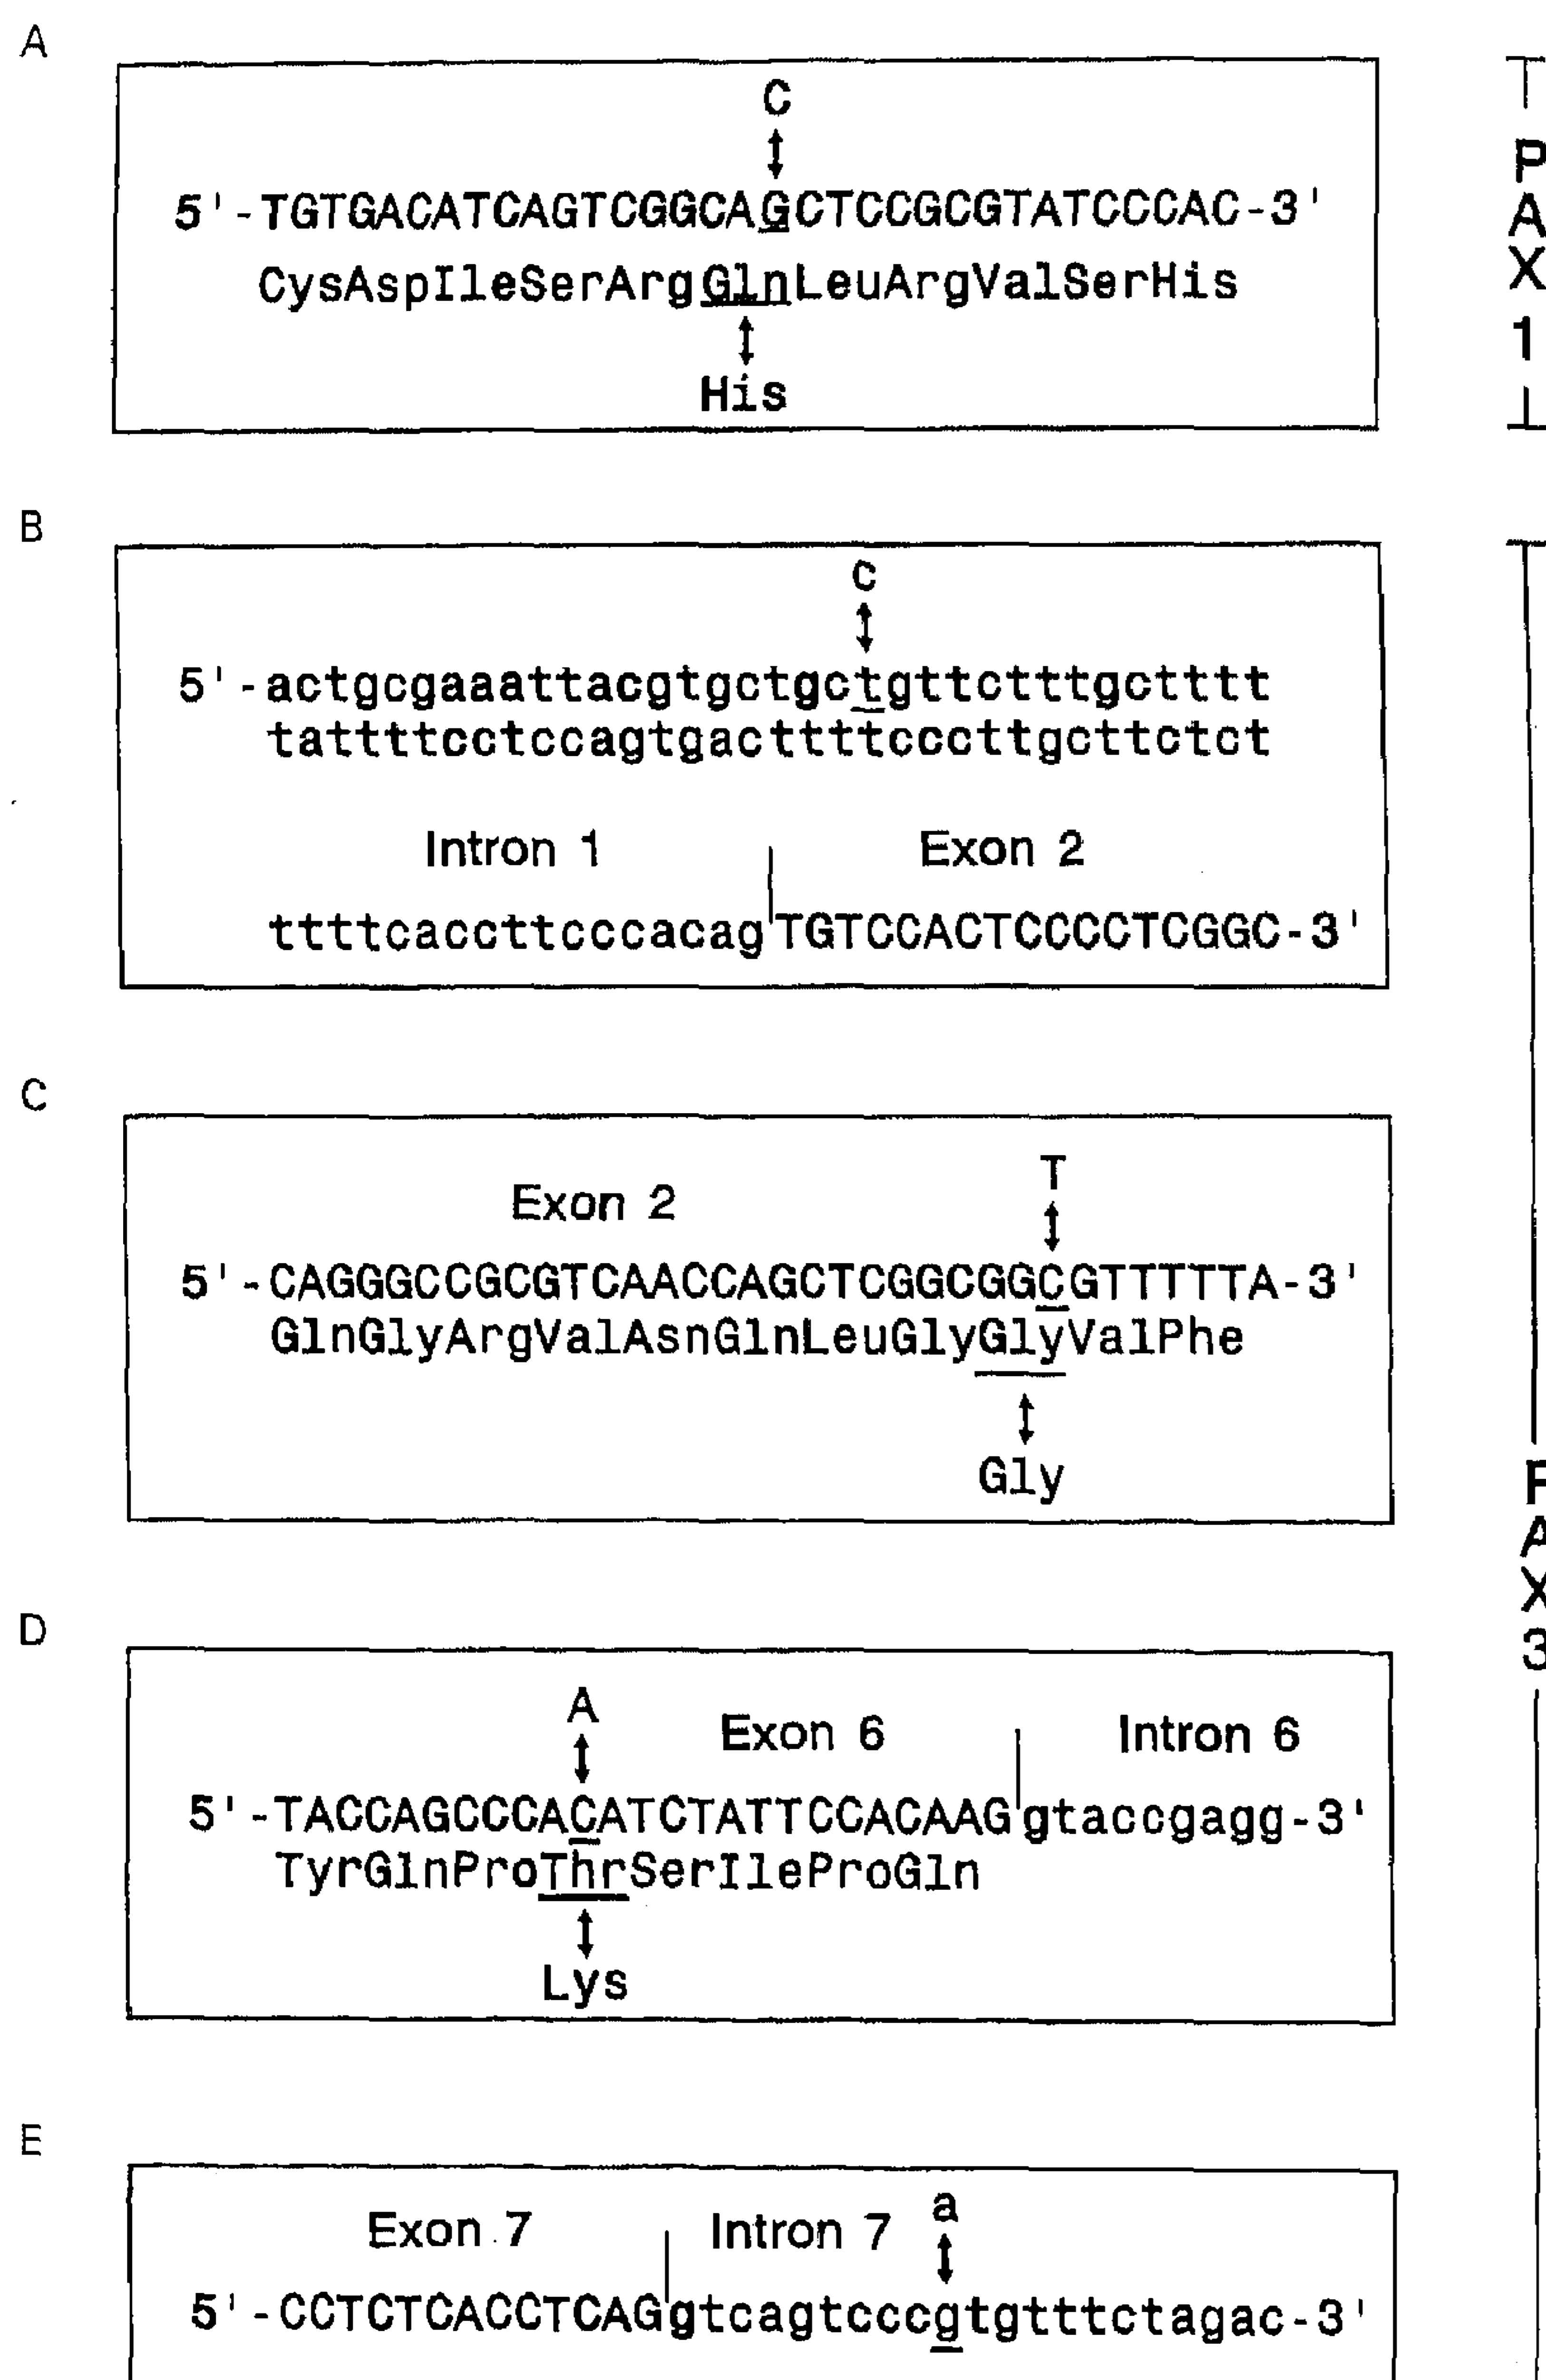 A
C
5'-TGTGACATCAGTCGGCAGCTCCGCGTATCCCAC-3'
CysAspIleSerArgGlnLeuArgValSerHis
His
PAX1
B
c
5'-actgcgaaattacgtgctgctgttctttgctttt
tattttcctccagtgacttttcccttgcttctct
Intron 1 Exon 2
ttttcaccttcccacagTGTCCACTCCCCTCGGC-3'
C
T
Exon 2
5'-CAGGGCCGCGTCAACCAGCTCGGCGGCGTTTTTA-3'
GlnGlyArgValAsnGlnLeuGlyGlyValPhe
Gly
PAX3
D
A
Exon 6 Intron 6
5'-TACCAGCCCACATCTATTCCACAAGgtaccgagg-3'
TyrGlnProThrSerIleProGln
Lys
E
a
Exon 7 Intron 7
5'-CCTCTCACCTCAGgtcagtcccgtgtttctagac-3'